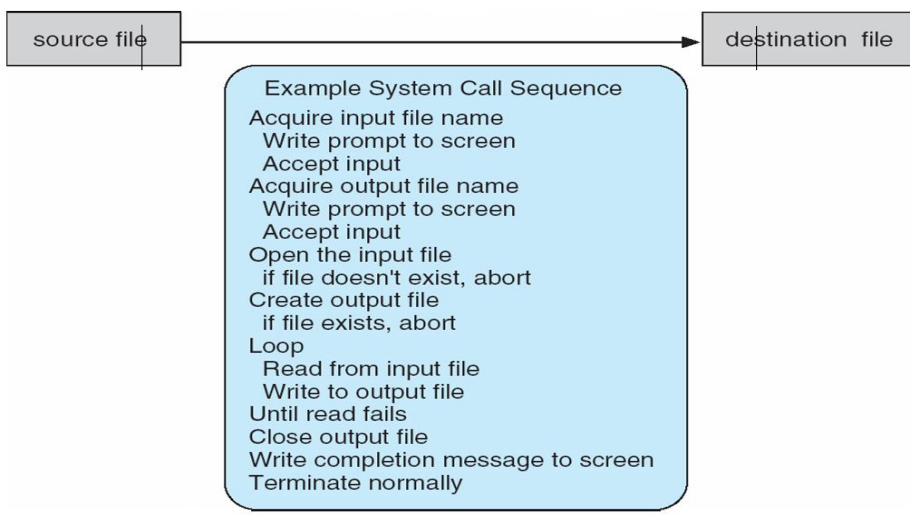 source file
destination file
Example System Call Sequence
Acquire input file name
Write prompt to screen
Accept input
Acquire output file name
Write prompt to screen
Accept input
Open the input file
if file doesn't exist, abort
Create output file
if file exists, abort
Loop
Read from input file
Write to output file
Until read fails
Close output file
Write completion message to screen
Terminate normally